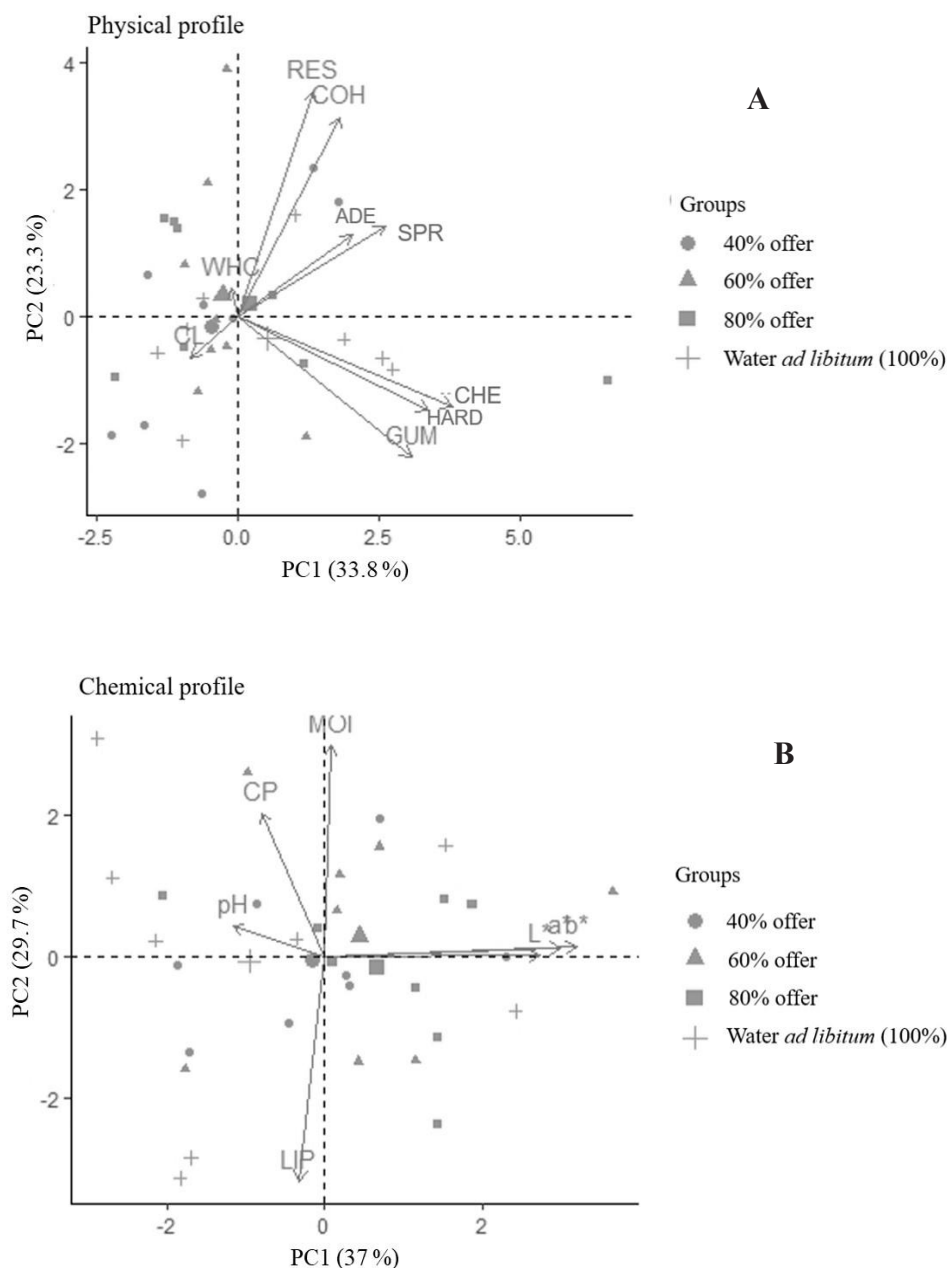 Physical profile
A
4
2
0
-2
PC2 (23.3 %)
RES
COH
ADE
SPR
WHC
CL
CHE
HARD
GUM
-2.5
0.0
2.5
5.0
PC1 (33.8 %)
Groups
40% offer
60% offer
80% offer
Water ad libitum (100%)
Chemical profile
B
2
0
-2
PC2 (29.7 %)
MOI
CP
pH
L*
LIP
-2
0
2
PC1 (37 %)
Groups
40% offer
60% offer
80% offer
Water ad libitum (100%)